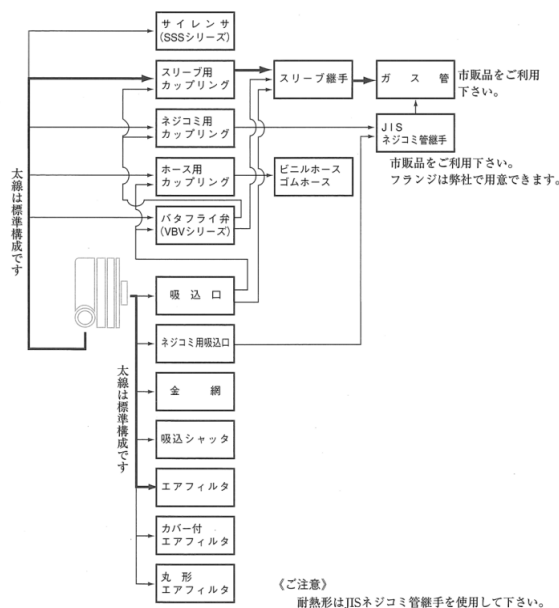 サイレンサ
(SSSシリーズ)
スリーブ用
カップリング
スリーブ継手
ガス管
市販品をご利用
下さい。
ネジコミ用
カップリング
JIS
ネジコミ管継手
市販品をご利用下さい。
フランジは弊社で用意できます。
ホース用
カップリング
ビニルホース
ゴムホース
バタフライ弁
(VBVシリーズ)
太線は標準構成です
吸込口
ネジコミ用吸込口
太線は標準構成です
金網
吸込シャッタ
エアフィルタ
カバー付
エアフィルタ
丸形
エアフィルタ
《ご注意》
耐熱形はJISネジコミ管継手を使用して下さい。